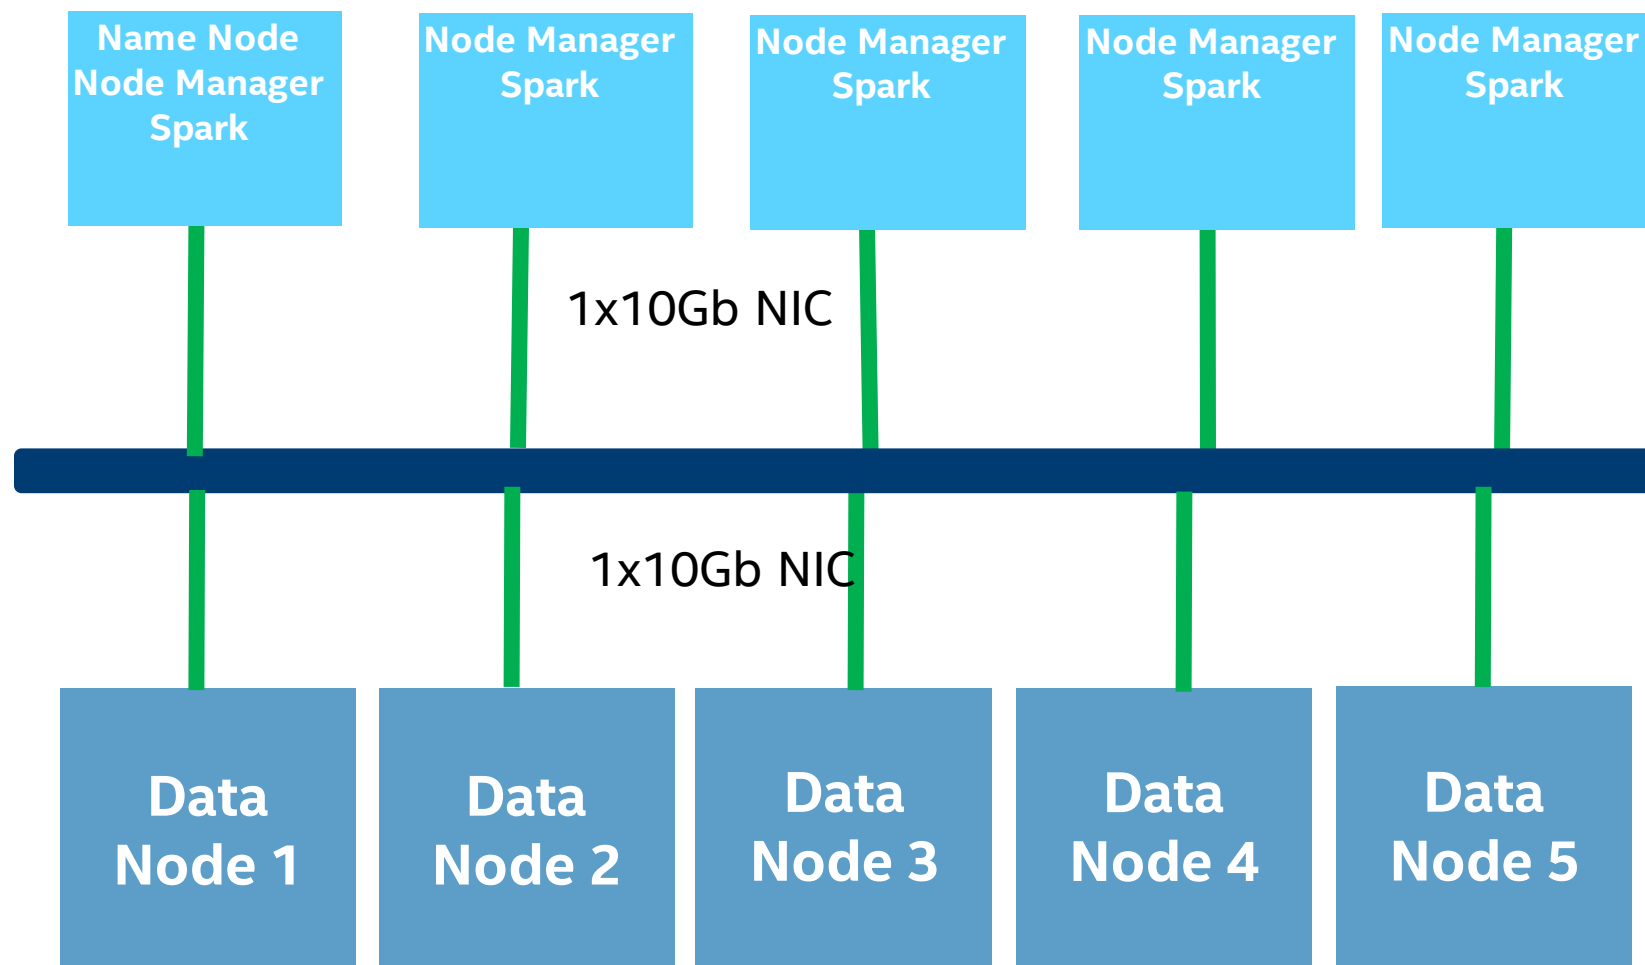 Name Node
Node Manager
Spark
Node Manager
Spark
Node Manager
Spark
Node Manager
Spark
Node Manager
Spark
1x10Gb NIC
1x10Gb NIC
Data
Node 1
Data
Node 2
Data
Node 3
Data
Node 4
Data
Node 5